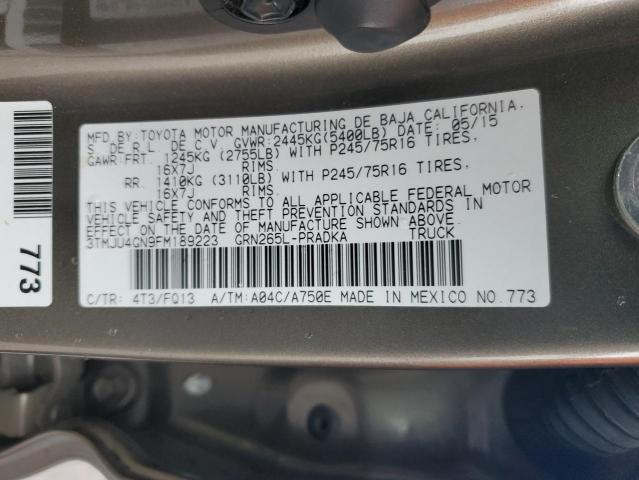 MFD. BY: TOYOTA MOTOR MANUFACTURING DE BAJA CALIFORNIA,
S. DE R.L. DE C.V. GVWR: 2445KG(5400LB) DATE: 05/15
GAWR:FRT. 1245KG (2755LB) WITH P245/75R16 TIRES,
16X7J RIMS.
RR. 1410KG (3110LB) WITH P245/75R16 TIRES,
16X7J RIMS.
THIS VEHICLE CONFORMS TO ALL APPLICABLE FEDERAL MOTOR
VEHICLE SAFETY AND THEFT PREVENTION STANDARDS IN
EFFECT ON THE DATE OF MANUFACTURE SHOWN ABOVE.
3TMJU4GN9FM189223 GRN265L-PRADKA TRUCK
C/TR: 4T3/FQ13 A/TM: A04C/A750E MADE IN MEXICO NO. 773
773